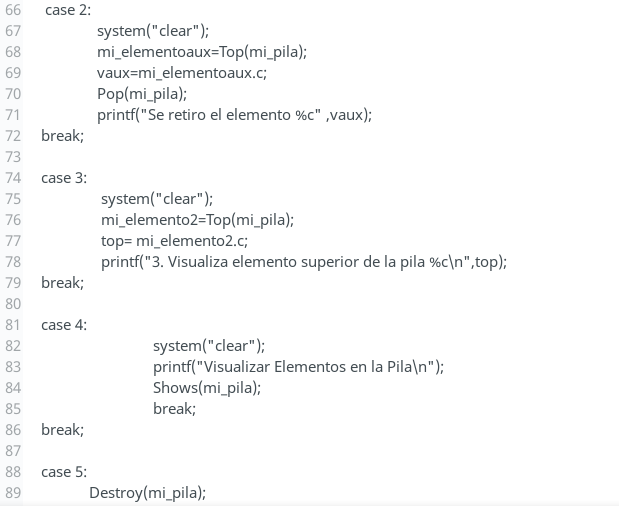 66 case 2:
67 system("clear");
68 mi_elementoaux=Top(mi_pila);
69 vaux=mi_elementoaux.c;
70 Pop(mi_pila);
71 printf("Se retiro el elemento %c" ,vaux);
72 break;
73
74 case 3:
75 system("clear");
76 mi_elemento2=Top(mi_pila);
77 top= mi_elemento2.c;
78 printf("3. Visualiza elemento superior de la pila %c\n",top);
79 break;
80
81 case 4:
82 system("clear");
83 printf("Visualizar Elementos en la Pila\n");
84 Shows(mi_pila);
85 break;
86 break;
87
88 case 5:
89 Destroy(mi_pila);